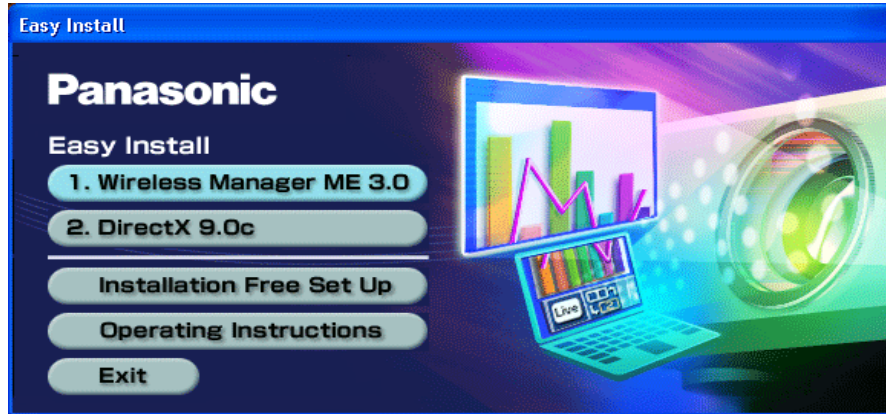 Easy Install
Panasonic
Easy Install
1. Wireless Manager ME 3.0
2. DirectX 9.0c
Installation Free Set Up
Operating Instructions
Exit
Live